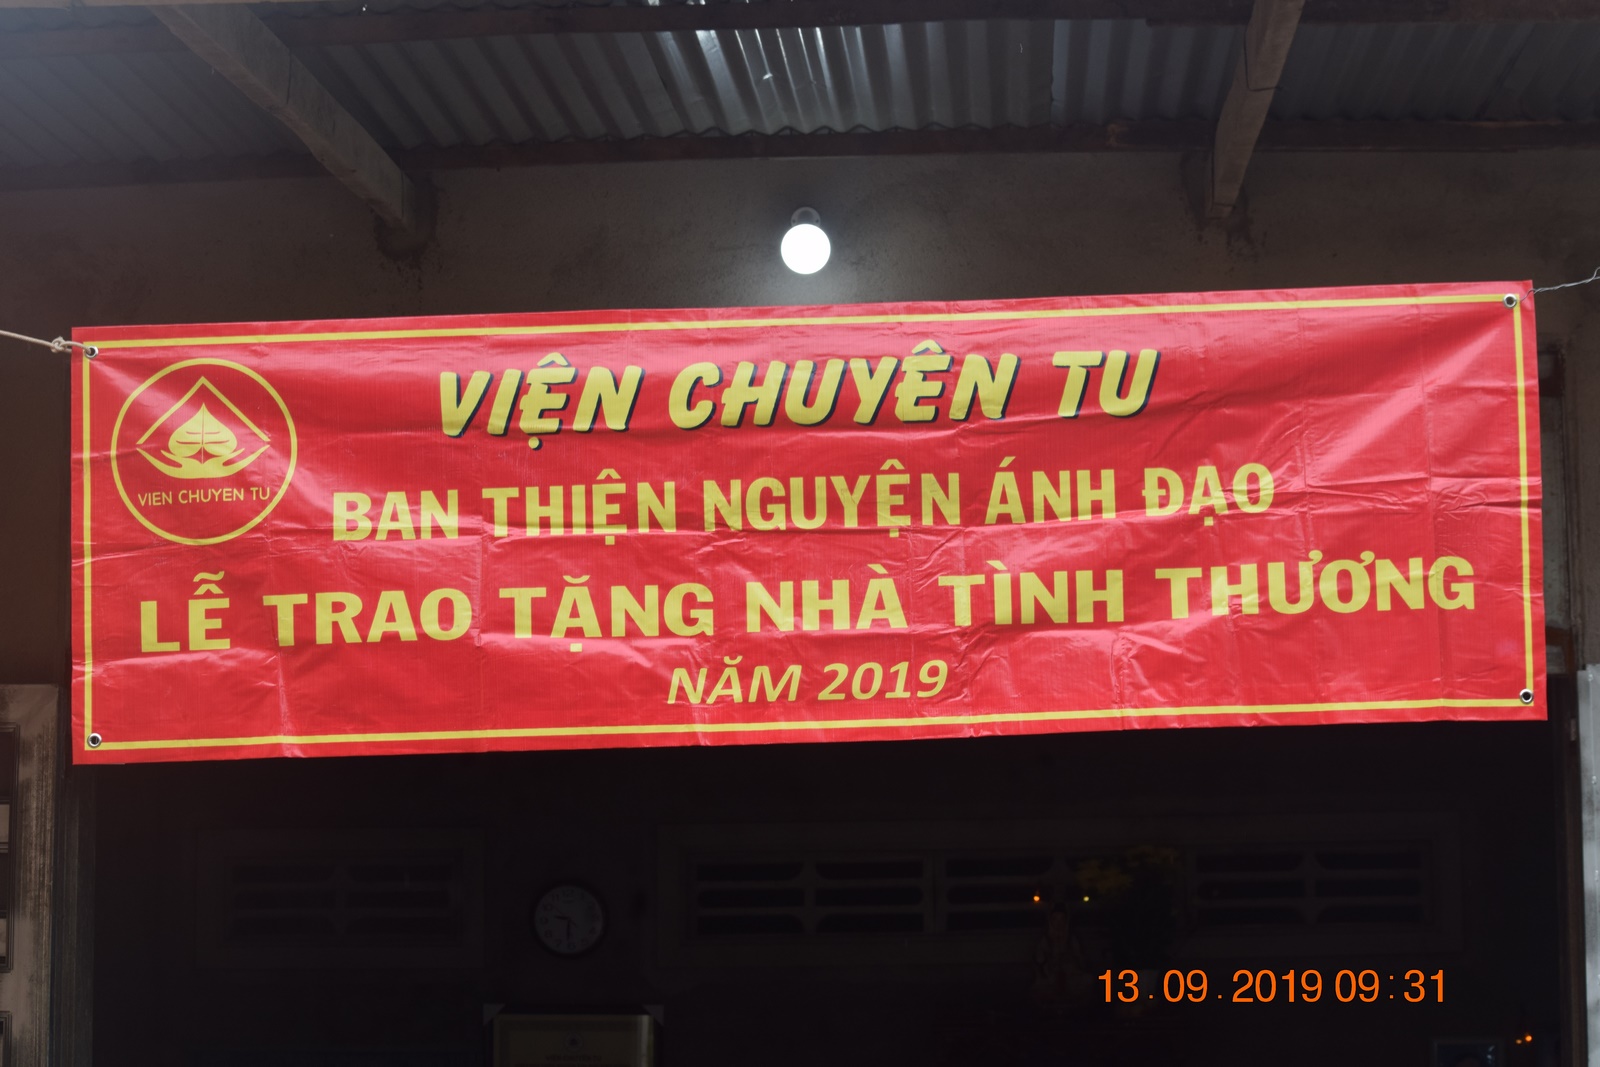 VIỆN CHUYÊN TU
VIEN CHUYEN TU
BAN THIỆN NGUYỆN ÁNH ĐẠO
LỄ TRAO TẶNG NHÀ TÌNH THƯƠNG
NĂM 2019
13.09.2019 09:31